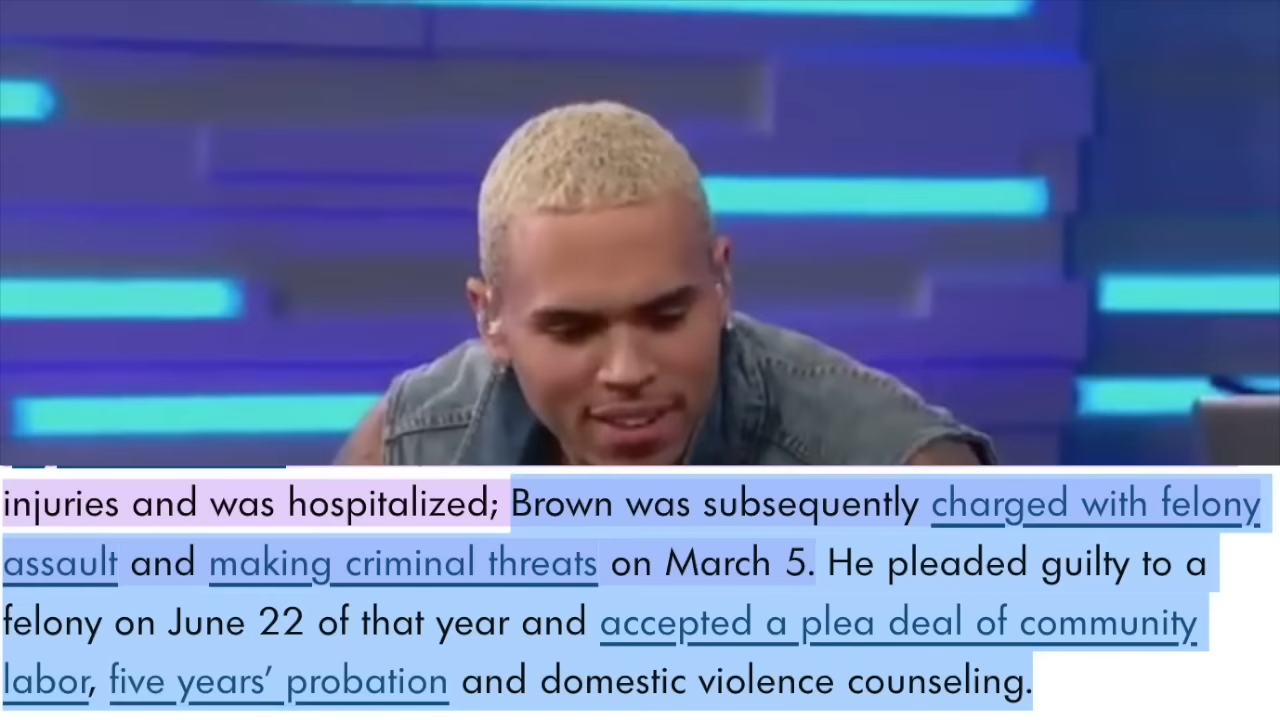 injuries and was hospitalized; Brown was subsequently charged with felony
assault and making criminal threats on March 5. He pleaded guilty to a
felony on June 22 of that year and accepted a plea deal of community
labor, five years’ probation and domestic violence counseling.